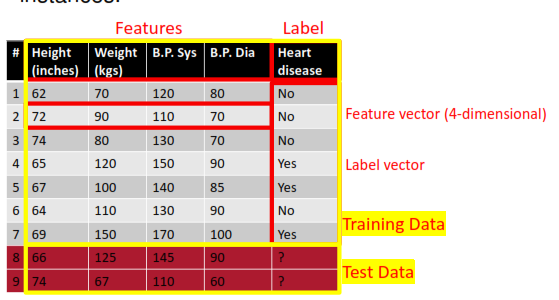 Features Label
# Height (inches) Weight (kgs) B.P. Sys B.P. Dia Heart disease
1 62 70 120 80 No
2 72 90 110 70 No Feature vector (4-dimensional)
3 74 80 130 70 No
4 65 120 150 90 Yes Label vector
5 67 100 140 85 Yes
6 64 110 130 90 No
7 69 150 170 100 Yes Training Data
8 66 125 145 90 ?
9 74 67 110 60 ? Test Data